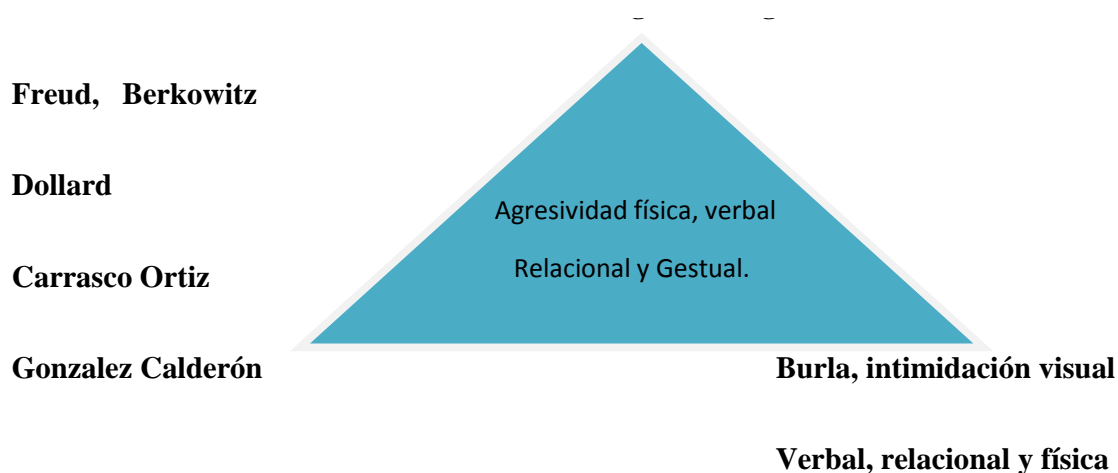 Freud, Berkowitz
Dollard
Agresividad física, verbal
Relacional y Gestual.
Carrasco Ortiz
Gonzalez Calderón
Burla, intimidación visual
Verbal, relacional y física